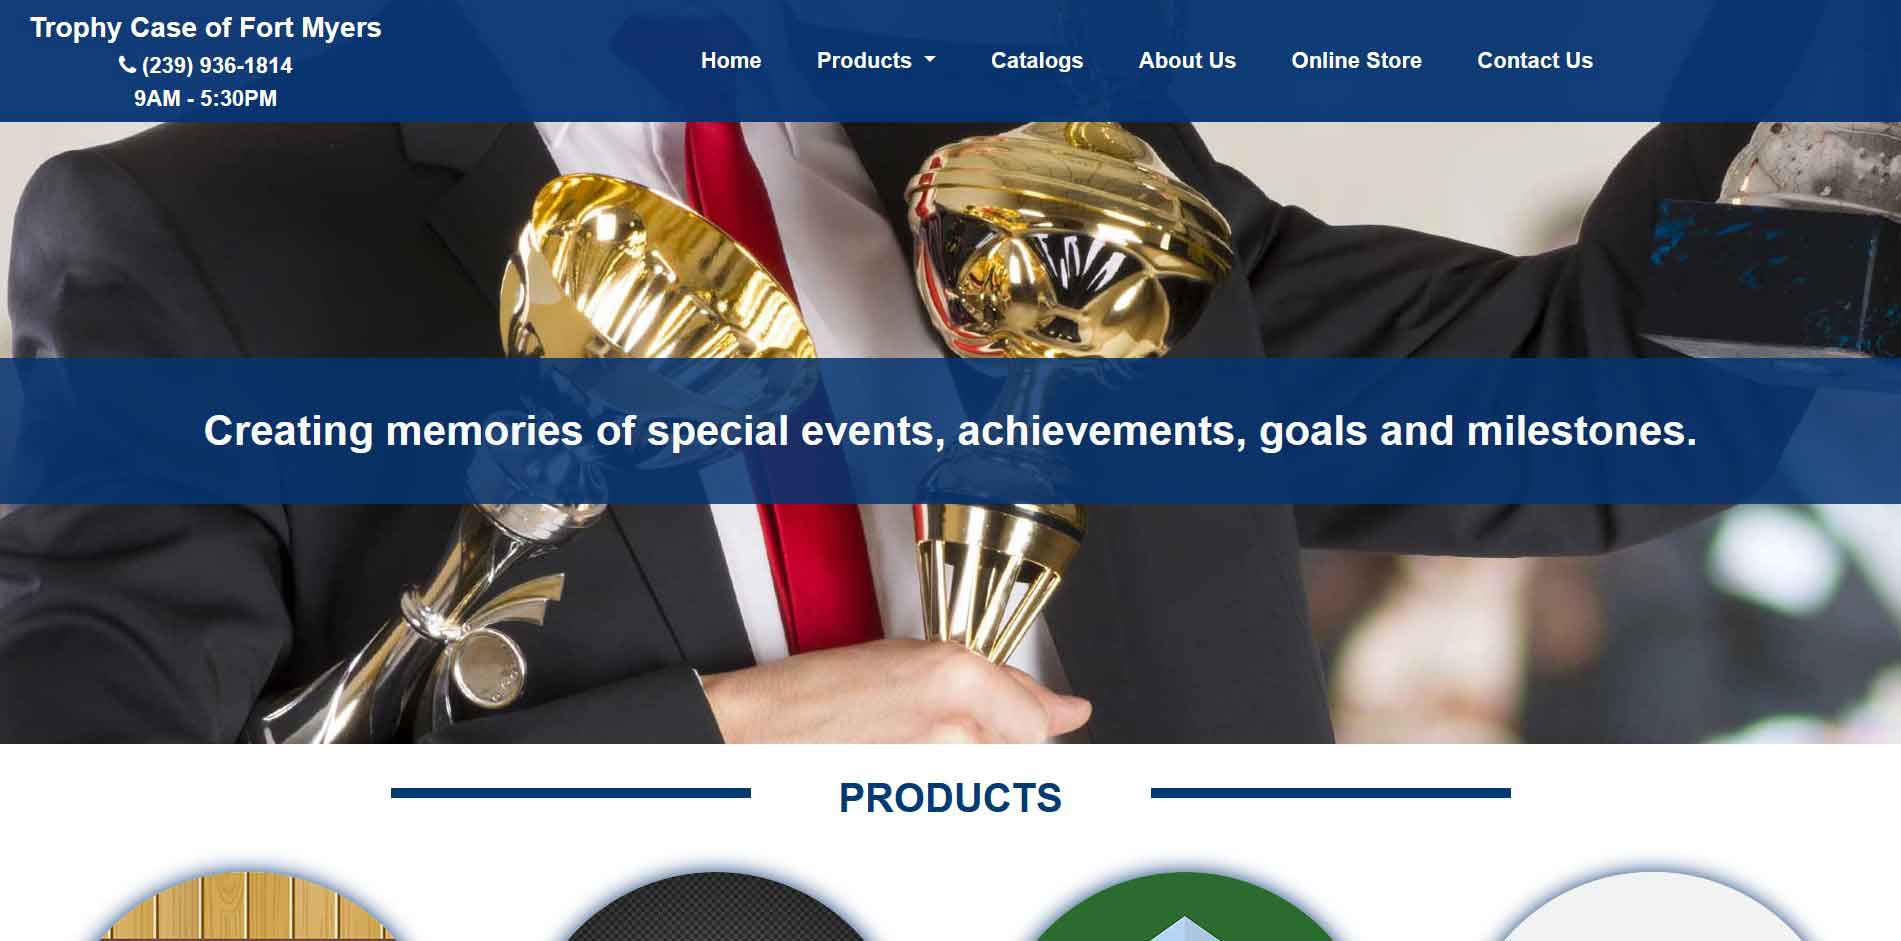 Trophy Case of Fort Myers
(239) 936-1814
9AM - 5:30PM
Home Products Catalogs About Us Online Store Contact Us
Creating memories of special events, achievements, goals and milestones.
PRODUCTS